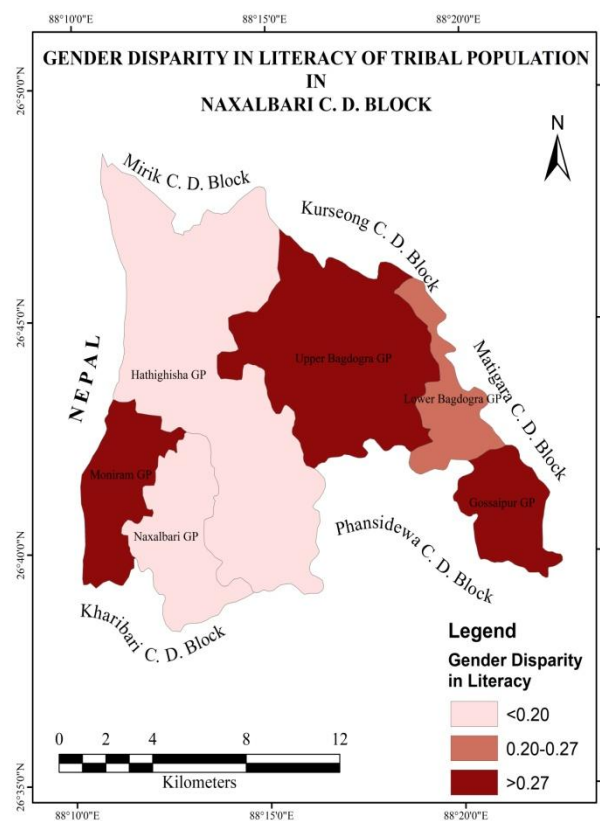 88°10'0"E
88°15'0"E
88°20'0"E
GENDER DISPARITY IN LITERACY OF TRIBAL POPULATION
IN
NAXALBARI C. D. BLOCK
26°50'0"N
N
Mirik C. D. Block
Kurseong C. D. Block
26°45'0"N
NEPAL
Hathighisha GP
Upper Bagdogra GP
Lower Bagdogra GP
Matigara C. D. Block
Moniram GP
Gossaipur GP
Naxalbari GP
Phansidewa C. D. Block
26°40'0"N
Kharibari C. D. Block
Legend
Gender Disparity
in Literacy
<0.20
0.20-0.27
>0.27
0 2 4 8 12
Kilometers
26°35'0"N
88°10'0"E
88°15'0"E
88°20'0"E